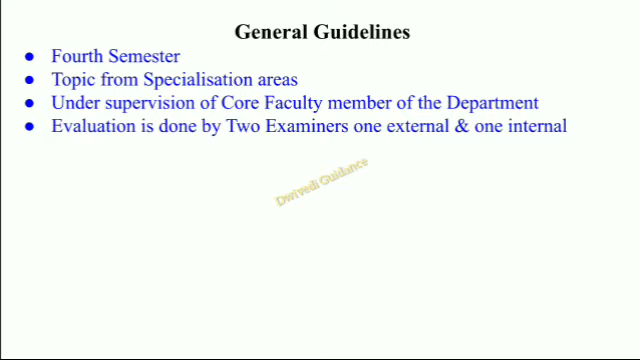 General Guidelines
● Fourth Semester
● Topic from Specialisation areas
● Under supervision of Core Faculty member of the Department
● Evaluation is done by Two Examiners one external & one internal
Dwivedi Guidance